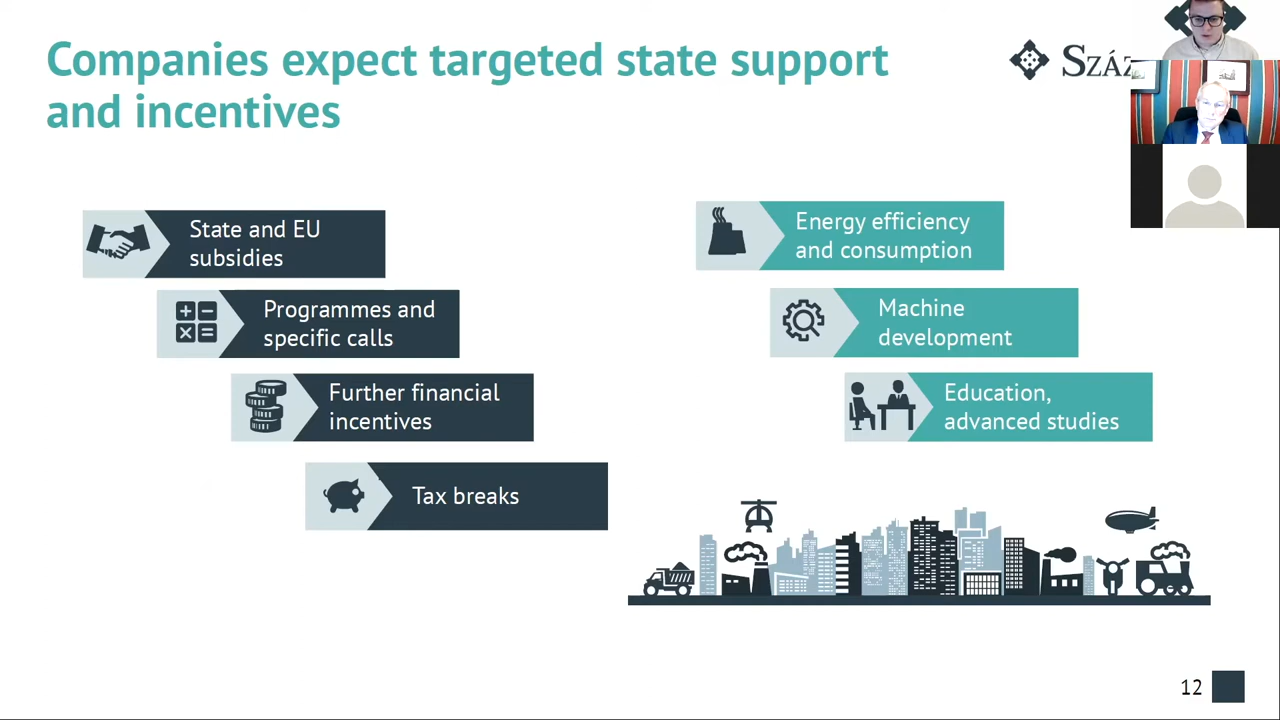 Companies expect targeted state support
and incentives
State and EU
subsidies
Programmes and
specific calls
Further financial
incentives
Tax breaks
Energy efficiency
and consumption
Machine
development
Education,
advanced studies
12